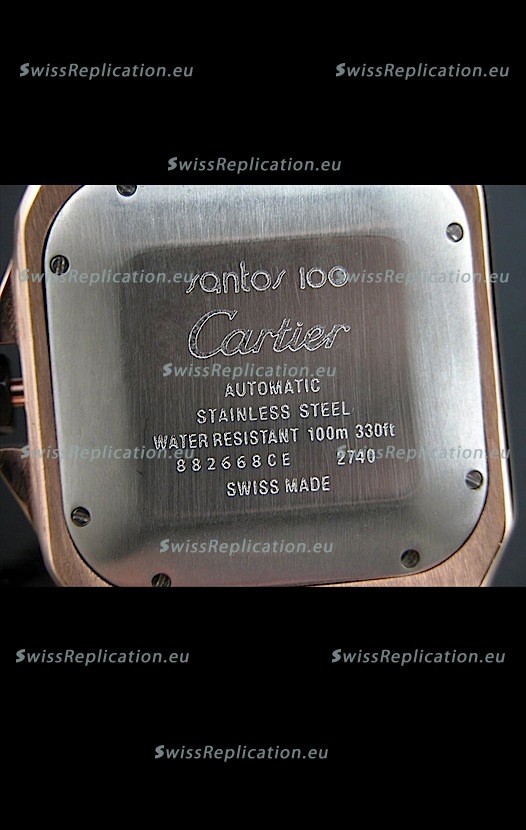 SwissReplication.eu SwissReplication.eu
SwissReplication.eu
santos 100
SwissReplication.eu SwissReplication.eu
Cartier
SwissReplication.eu
AUTOMATIC
STAINLESS STEEL
WATER RESISTANT 100m 330ft
SwissReplication.eu SwissReplication.eu
882668CE 2740
SWISS MADE
SwissReplication.eu
SwissReplication.eu SwissReplication.eu
SwissReplication.eu